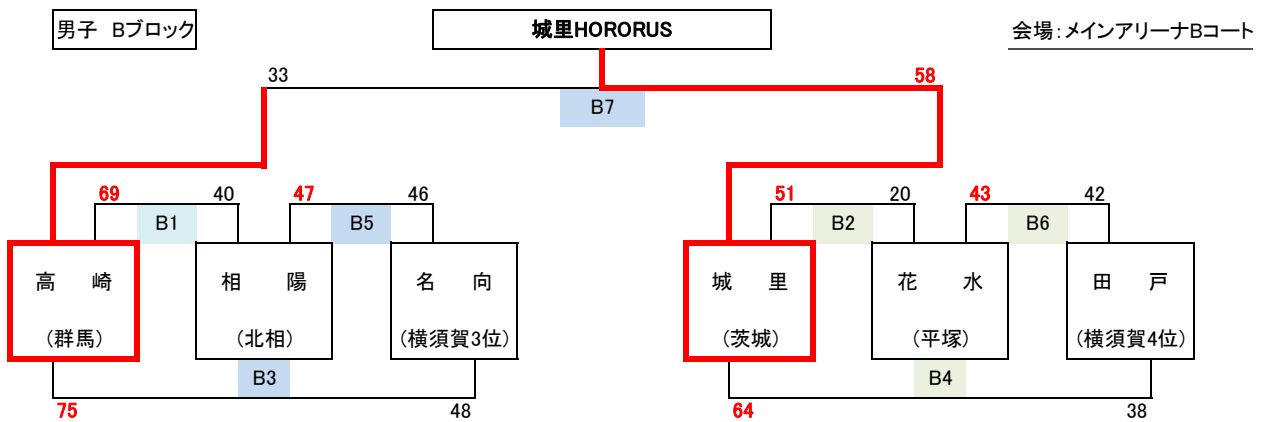 男子 Bブロック
城里HORORUS
会場:メインアリーナBコート
33
58
B7
69
40
47
46
51
20
43
42
B1
B5
B2
B6
高 崎
相 陽
名 向
城 里
花 水
田 戸
(群馬)
(北相)
(横須賀3位)
(茨城)
(平塚)
(横須賀4位)
B3
B4
75
48
64
38